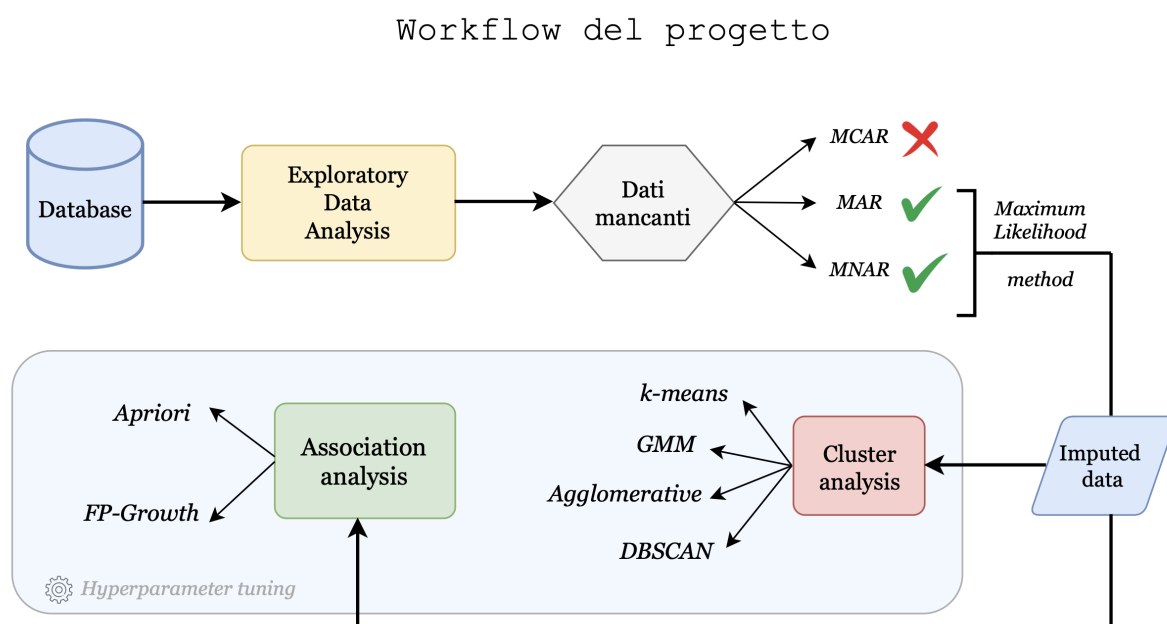 Workflow del progetto
Database
Exploratory
Data
Analysis
Dati
mancanti
MCAR
MAR
MNAR
Maximum
Likelihood
method
Apriori
FP-Growth
Association
analysis
k-means
GMM
Agglomerative
DBSCAN
Cluster
analysis
Imputed
data
Hyperparameter tuning